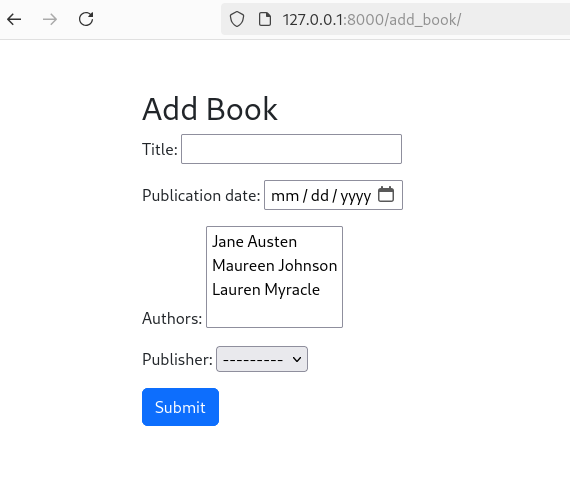 127.0.0.1:8000/add_book/
Add Book
Title:
Publication date: mm / dd / yyyy
Jane Austen
Maureen Johnson
Lauren Myracle
Authors:
Publisher: ---------
Submit